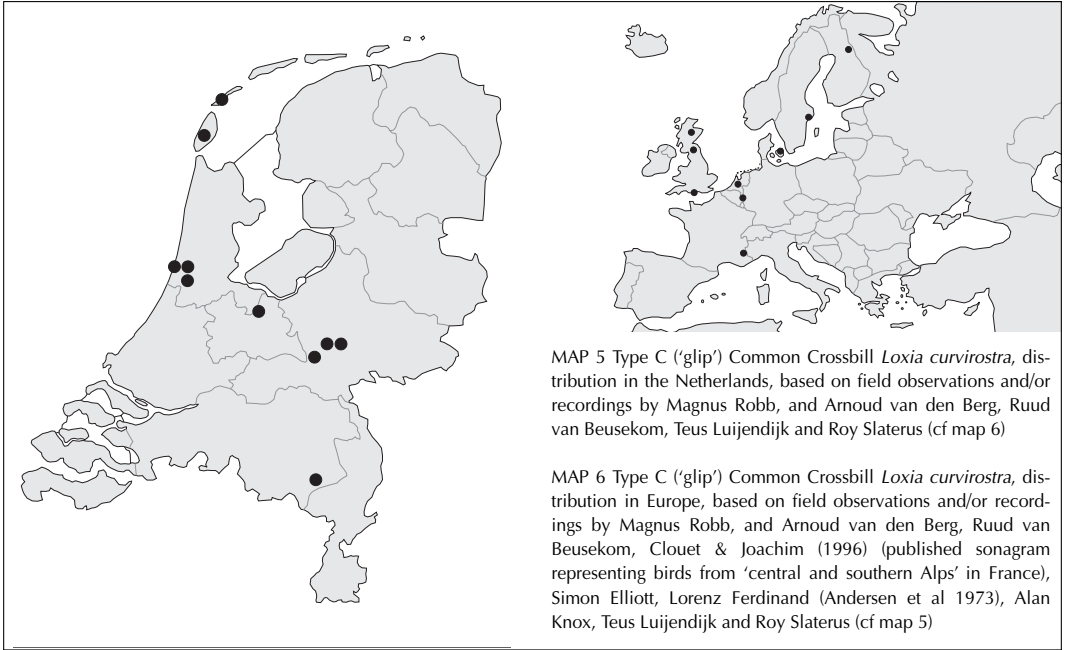 MAP 5 Type C (‘glip’) Common Crossbill Loxia curvirostra, dis-
tribution in the Netherlands, based on field observations and/or
recordings by Magnus Robb, and Arnoud van den Berg, Ruud
van Beusekom, Teus Luijendijk and Roy Slaterus (cf map 6)
MAP 6 Type C (‘glip’) Common Crossbill Loxia curvirostra, dis-
tribution in Europe, based on field observations and/or record-
ings by Magnus Robb, and Arnoud van den Berg, Ruud van
Beusekom, Clouet & Joachim (1996) (published sonagram
representing birds from ‘central and southern Alps’ in France),
Simon Elliott, Lorenz Ferdinand (Andersen et al 1973), Alan
Knox, Teus Luijendijk and Roy Slaterus (cf map 5)